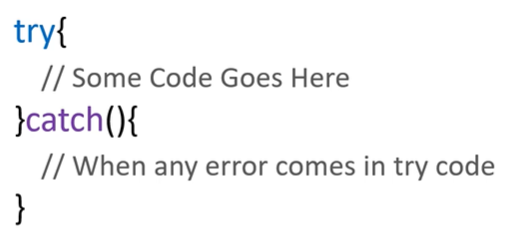 try{
// Some Code Goes Here
}catch(){
// When any error comes in try code
}